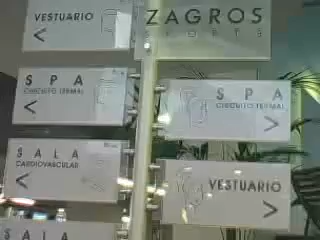 VESTUARIO
<
ZAGROS
SPORTS
SPA
CIRCUITO TERMAL
<
SPA
CIRCUITO TERMAL
>
SALA
CARDIOVASCULAR
<
VESTUARIO
>
SALA